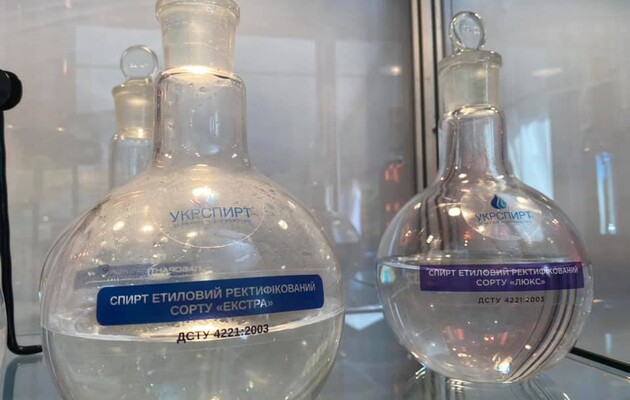 УКРСПИРТ
СПИРТ ЕТИЛОВИЙ РЕКТИФІКОВАНИЙ
СОРТУ «ЕКСТРА»
ДСТУ 4221:2003
УКРСПИРТ
СПИРТ ЕТИЛОВИЙ РЕКТИФІКОВАНИЙ
СОРТУ «ЛЮКС»
ДСТУ 4221:2003